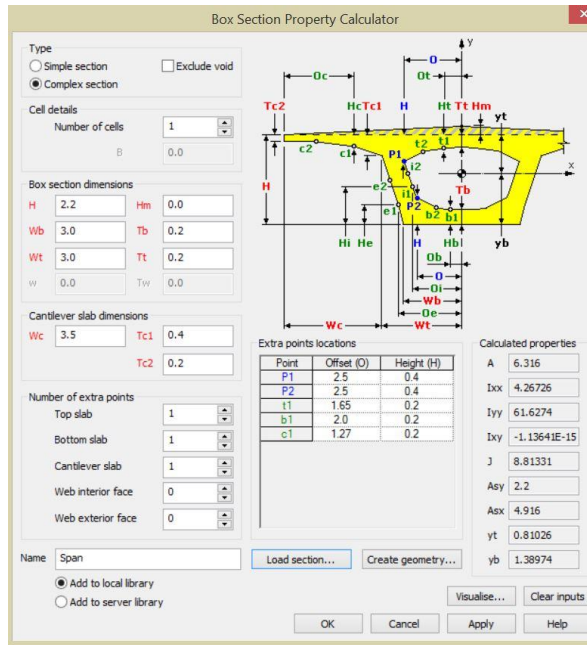 Box Section Property Calculator
Type
Simple section
Exclude void
Complex section
Cell details
Number of cells 1
B 0.0
Box section dimensions
H 2.2 Hm 0.0
Wb 3.0 Tb 0.2
Wt 3.0 Tt 0.2
w 0.0 Tw 0.0
Cantilever slab dimensions
Wc 3.5 Tc1 0.4
Tc2 0.2
Number of extra points
Top slab 1
Bottom slab 1
Cantilever slab 1
Web interior face 0
Web exterior face 0
y
O
Oc Ot
Tc2 Hc Tc1 H Ht Tt Hm yt
c2 c1 P1 t2 t1
i2
x
H e2 i1 Tb
P2
e1 b2 b1
Hi He H Hb yb
Ob
O
Oi
Wb
Oe
Wc Wt
Extra points locations
Point Offset (O) Height (H)
P1 2.5 0.4
P2 2.5 0.4
t1 1.65 0.2
b1 2.0 0.2
c1 1.27 0.2
Calculated properties
A 6.316
Ixx 4.26726
Iyy 61.6274
Ixy -1.13641E-15
J 8.81331
Asy 2.2
Asx 4.916
yt 0.81026
yb 1.38974
Name Span
Load section... Create geometry...
Add to local library
Add to server library
Visualise... Clear inputs
OK Cancel Apply Help